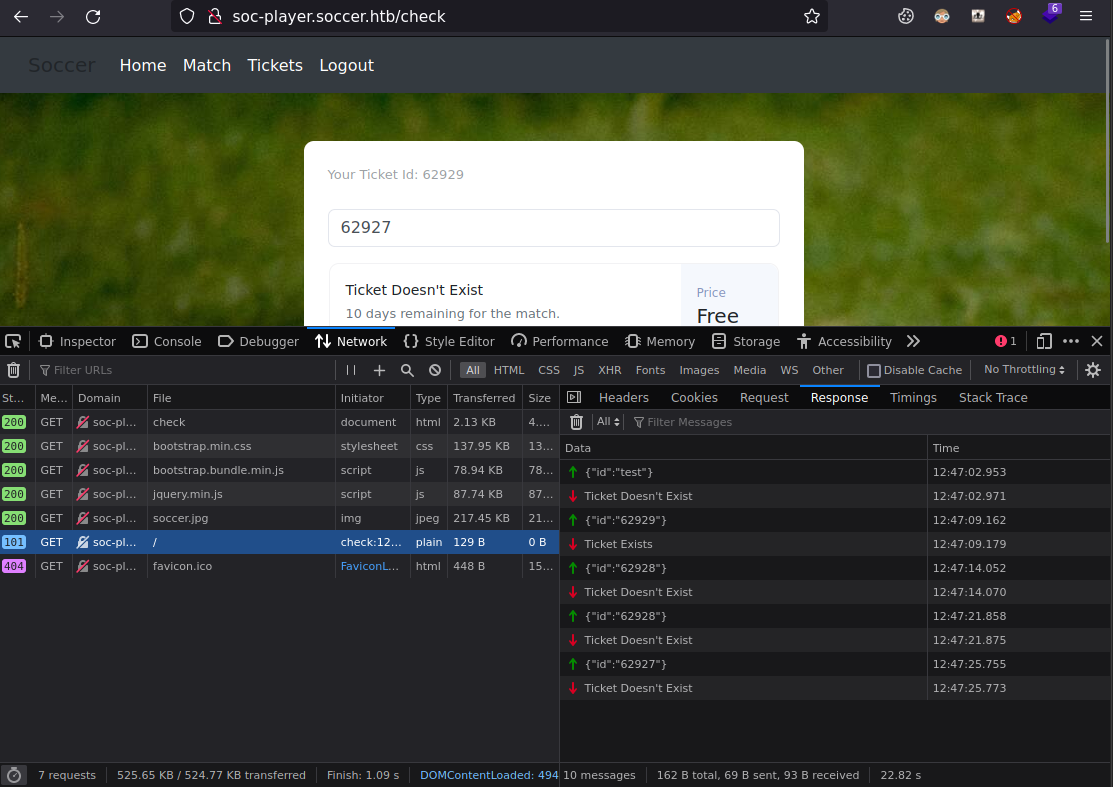 soc-player.soccer.htb/check
6
Soccer Home Match Tickets Logout
Your Ticket Id: 62929
62927
Ticket Doesn't Exist
10 days remaining for the match.
Price
Free
Inspector Console Debugger Network Style Editor Performance Memory Storage Accessibility 1
Filter URLs All HTML CSS JS XHR Fonts Images Media WS Other Disable Cache No Throttling
St... Me... Domain File Initiator Type Transferred Size
200 GET soc-pl... check document html 2.13 KB 4....
200 GET soc-pl... bootstrap.min.css stylesheet css 137.95 KB 13...
200 GET soc-pl... bootstrap.bundle.min.js script js 78.94 KB 78...
200 GET soc-pl... jquery.min.js script js 87.74 KB 87...
200 GET soc-pl... soccer.jpg img jpeg 217.45 KB 21...
101 GET soc-pl... / check:12... plain 129 B 0 B
404 GET soc-pl... favicon.ico FaviconL... html 448 B 15...
Headers Cookies Request Response Timings Stack Trace
All Filter Messages
Data Time
{"id":"test"} 12:47:02.953
Ticket Doesn't Exist 12:47:02.971
{"id":"62929"} 12:47:09.162
Ticket Exists 12:47:09.179
{"id":"62928"} 12:47:14.052
Ticket Doesn't Exist 12:47:14.070
{"id":"62928"} 12:47:21.858
Ticket Doesn't Exist 12:47:21.875
{"id":"62927"} 12:47:25.755
Ticket Doesn't Exist 12:47:25.773
7 requests 525.65 KB / 524.77 KB transferred Finish: 1.09 s DOMContentLoaded: 494
10 messages 162 B total, 69 B sent, 93 B received 22.82 s